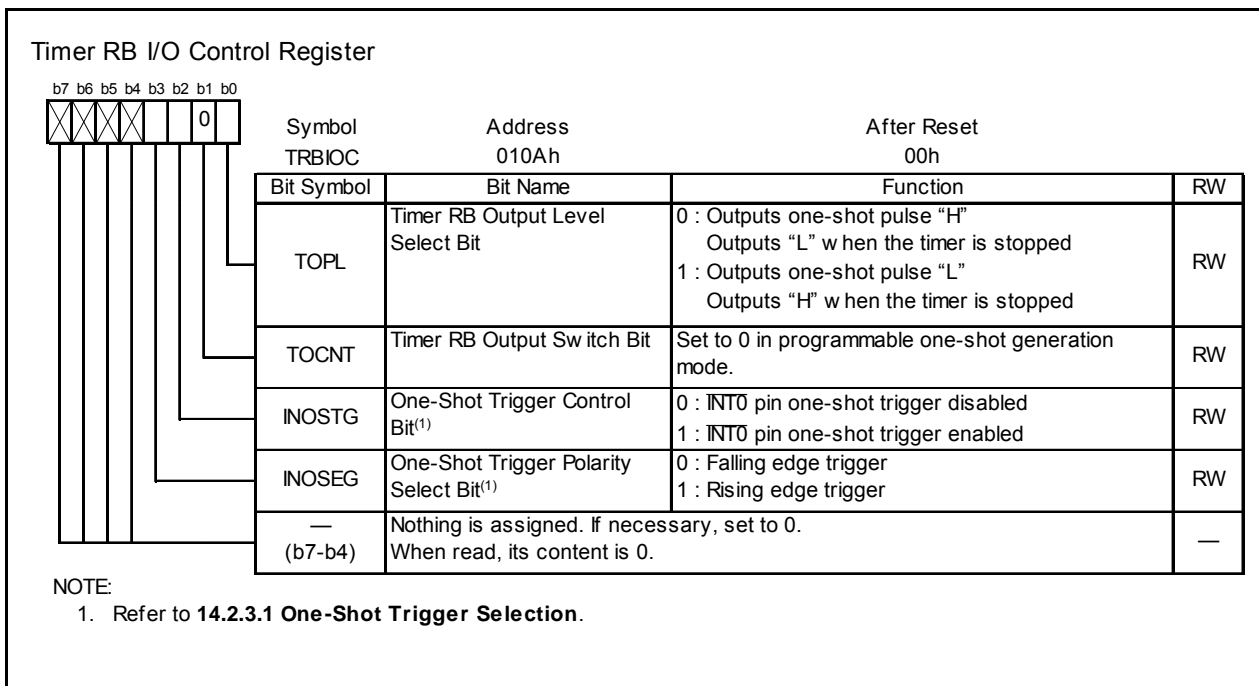 Timer RB I/O Control Register
b7 b6 b5 b4 b3 b2 b1 b0
0
Symbol Address After Reset
TRBIOC 010Ah 00h
Bit Symbol Bit Name Function RW
TOPL
Timer RB Output Level
Select Bit
0 : Outputs one-shot pulse “H”
Outputs “L” w hen the timer is stopped
1 : Outputs one-shot pulse “L”
Outputs “H” w hen the timer is stopped
RW
TOCNT
Timer RB Output Sw itch Bit
Set to 0 in programmable one-shot generation
mode.
RW
INOSTG
One-Shot Trigger Control
Bit(1)
0 : INT0 pin one-shot trigger disabled
1 : INT0 pin one-shot trigger enabled
RW
INOSEG
One-Shot Trigger Polarity
Select Bit(1)
0 : Falling edge trigger
1 : Rising edge trigger
RW
—
(b7-b4)
Nothing is assigned. If necessary, set to 0.
When read, its content is 0.
—
NOTE:
1. Refer to 14.2.3.1 One-Shot Trigger Selection.